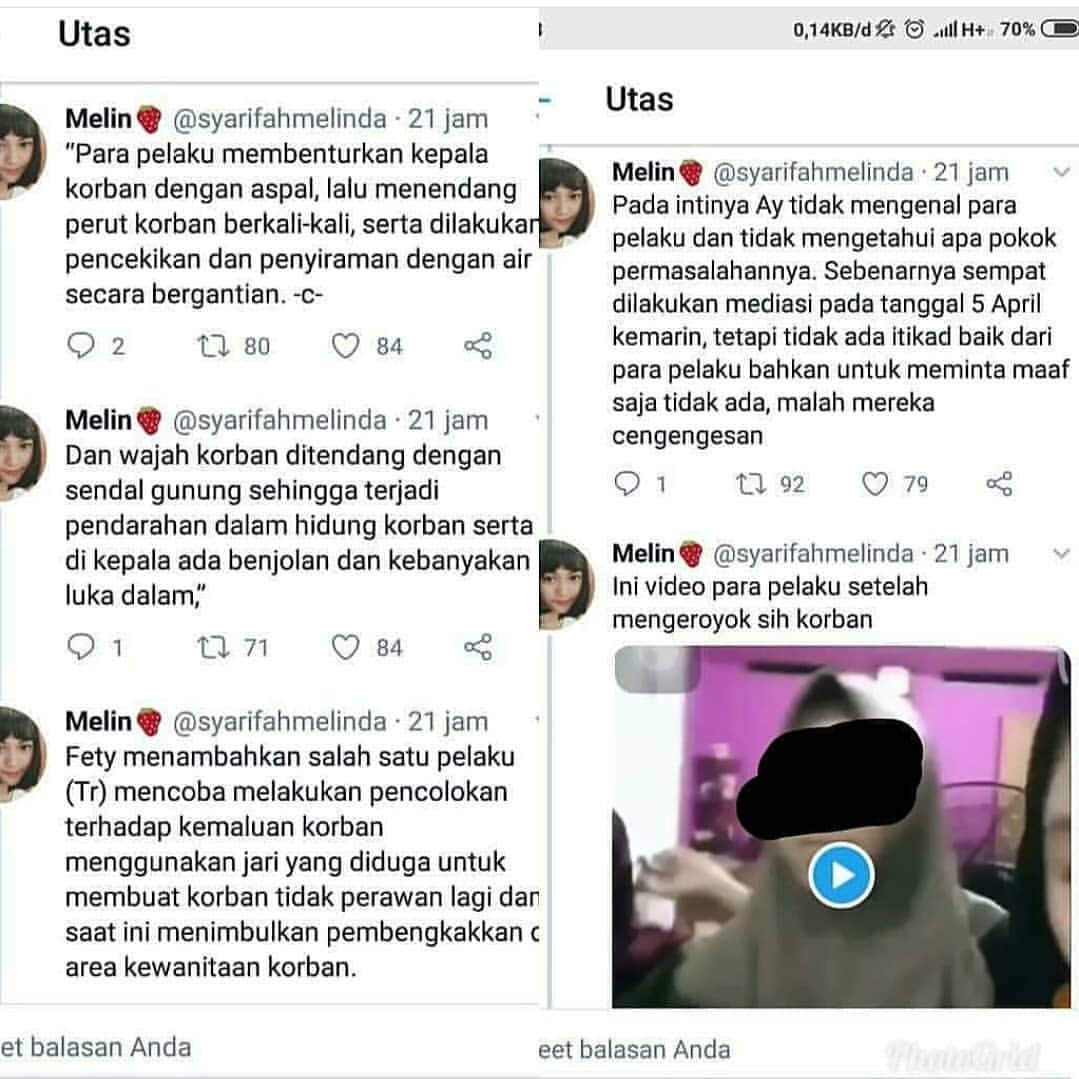 Utas
Melin🍓 @syarifahmelinda · 21 jam
"Para pelaku membenturkan kepala
korban dengan aspal, lalu menendang
perut korban berkali-kali, serta dilakukan
pencekikan dan penyiraman dengan air
secara bergantian. -c-
2 80 84
Melin🍓 @syarifahmelinda · 21 jam
Dan wajah korban ditendang dengan
sendal gunung sehingga terjadi
pendarahan dalam hidung korban serta
di kepala ada benjolan dan kebanyakan
luka dalam,"
1 71 84
Melin🍓 @syarifahmelinda · 21 jam
Fety menambahkan salah satu pelaku
(Tr) mencoba melakukan pencolokan
terhadap kemaluan korban
menggunakan jari yang diduga untuk
membuat korban tidak perawan lagi dan
saat ini menimbulkan pembengkakkan
area kewanitaan korban.
et balasan Anda
0,14KB/d H+ 70%
Utas
Melin🍓 @syarifahmelinda · 21 jam
Pada intinya Ay tidak mengenal para
pelaku dan tidak mengetahui apa pokok
permasalahannya. Sebenarnya sempat
dilakukan mediasi pada tanggal 5 April
kemarin, tetapi tidak ada itikad baik dari
para pelaku bahkan untuk meminta maaf
saja tidak ada, malah mereka
cengengesan
1 92 79
Melin🍓 @syarifahmelinda · 21 jam
Ini video para pelaku setelah
mengeroyok sih korban
eet balasan Anda
PhotoGrid